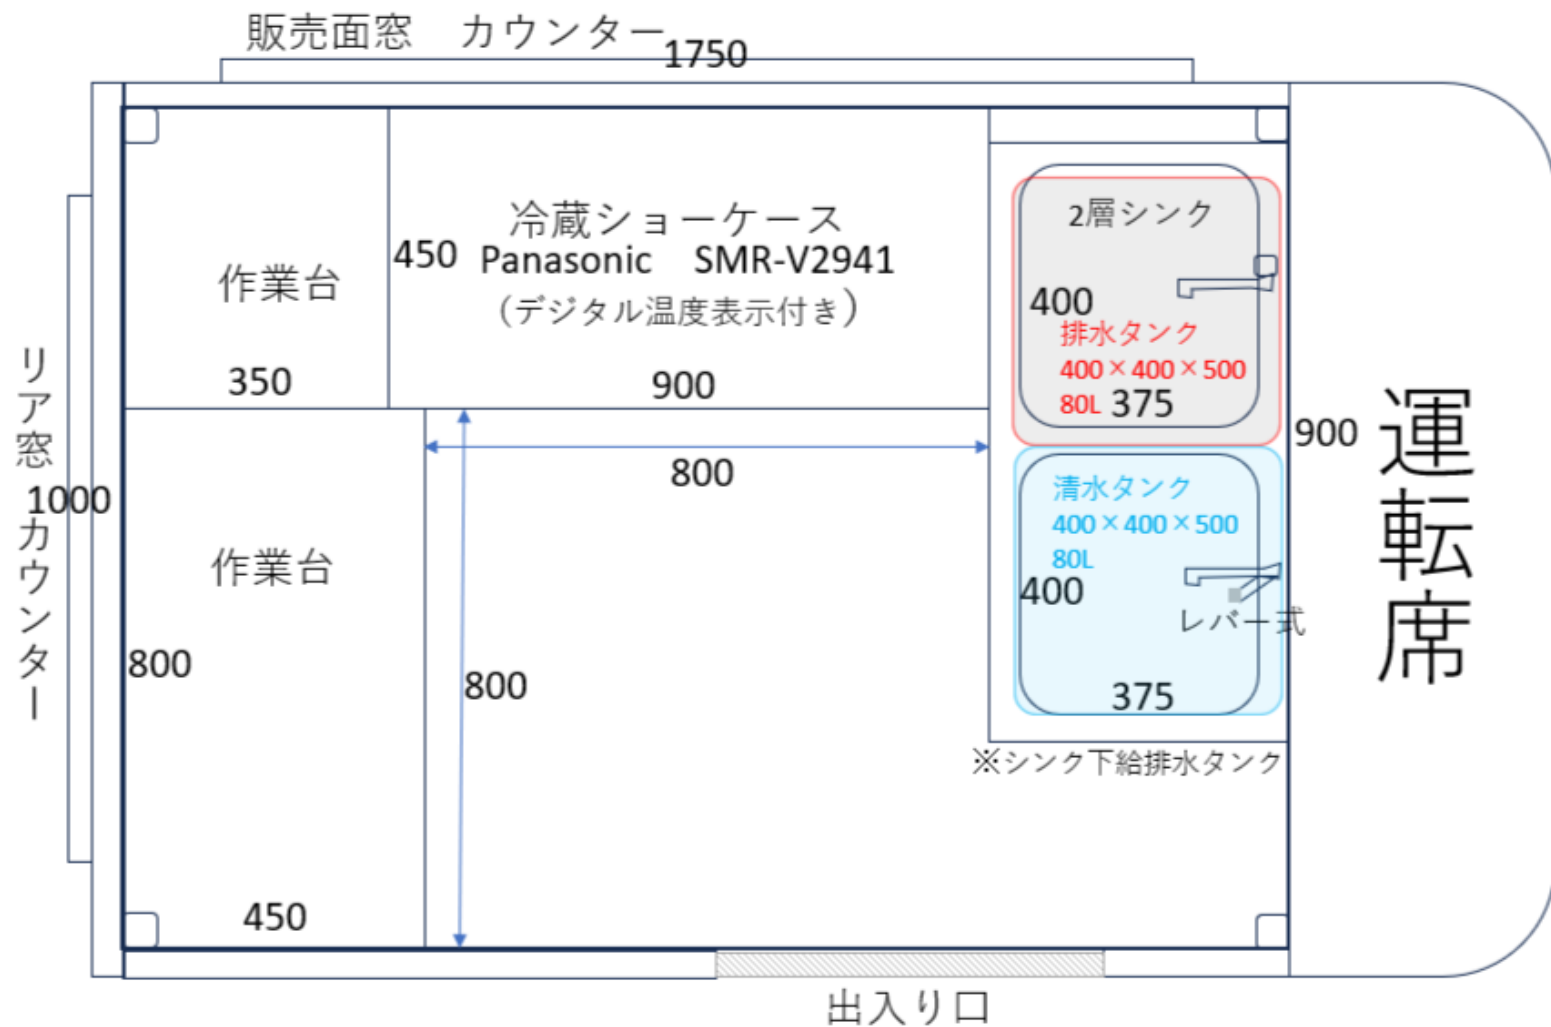 販売面窓　カウンター
1750
冷蔵ショーケース
450 Panasonic　SMR-V2941
（デジタル温度表示付き）
900
作業台
350
2層シンク
400
排水タンク
400×400×500
80L 375
清水タンク
400×400×500
80L
400
レバー式
375
※シンク下給排水タンク
900
運転席
リア窓　カウンター
1000
作業台
800
450
800
800
出入り口